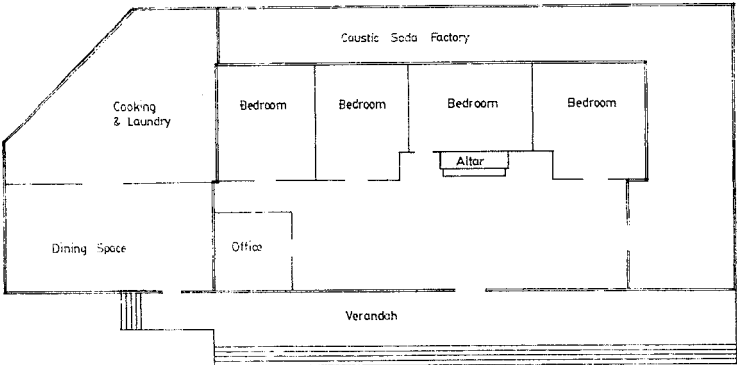 Caustic Soda Factory
Cooking
& Laundry
Bedroom
Bedroom
Bedroom
Bedroom
Altar
Dining Space
Office
Verandah